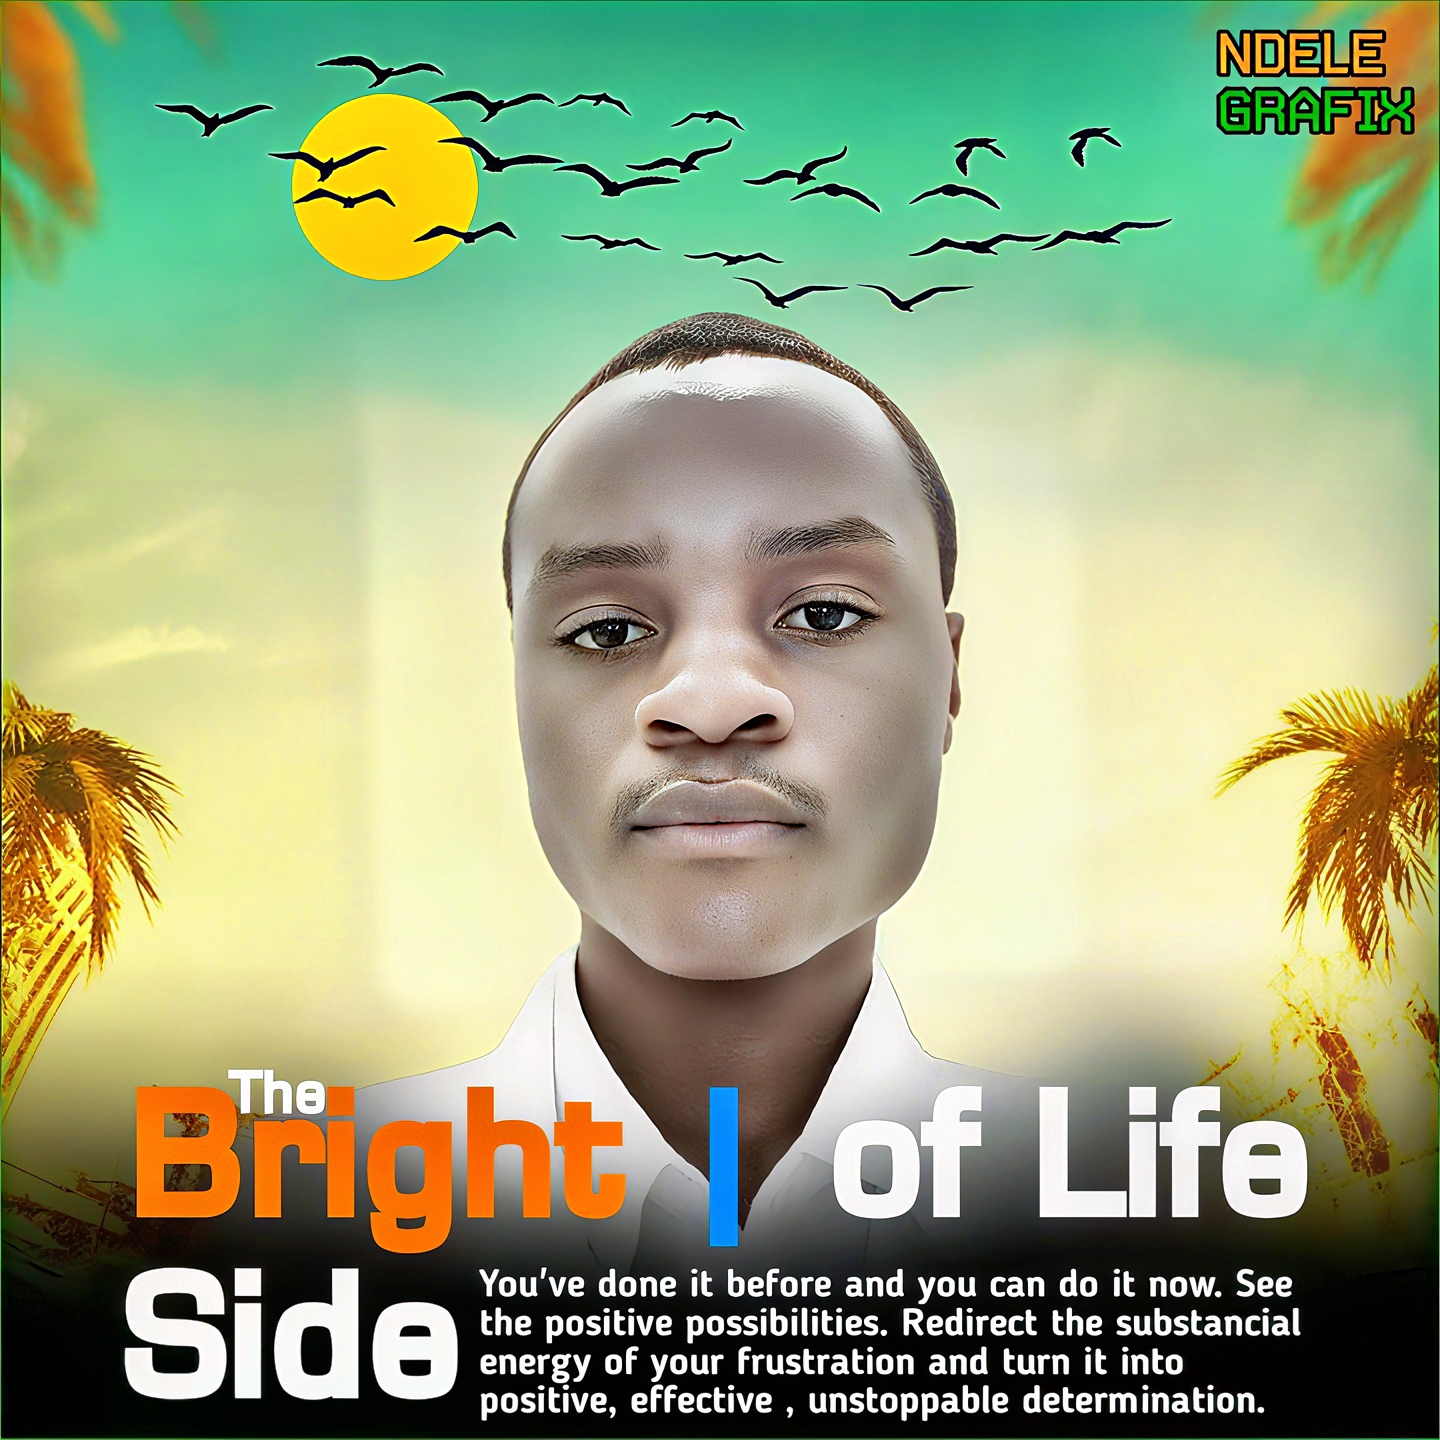 NDELE
GRAFIX
The
Bright | of Life
Side
You've done it before and you can do it now. See
the positive possibilities. Redirect the substancial
energy of your frustration and turn it into
positive, effective , unstoppable determination.